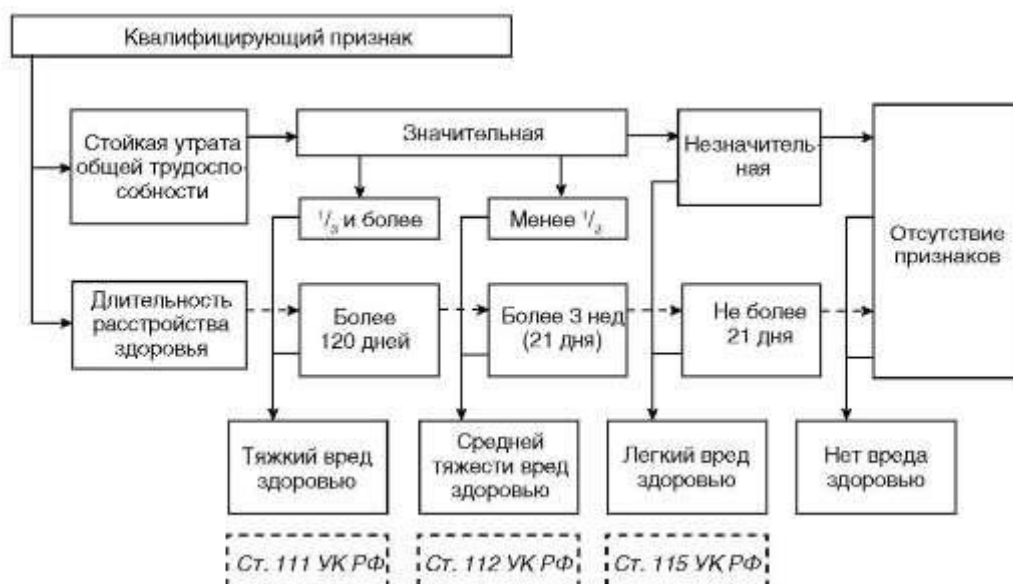 Квалифицирующий признак
Стойкая утрата
общей трудоспо
собности
Значительная
Незначитель-
ная
Отсутствие
признаков
1/3 и более
Менее 1/3
Длительность
расстройства
здоровья
Более
120 дней
Более 3 нед
(21 дня)
Не более
21 дня
Тяжкий вред
здоровью
Средней
тяжести вред
здоровью
Легкий вред
здоровью
Нет вреда
здоровью
Ст. 111 УК РФ
Ст. 112 УК РФ
Ст. 115 УК РФ